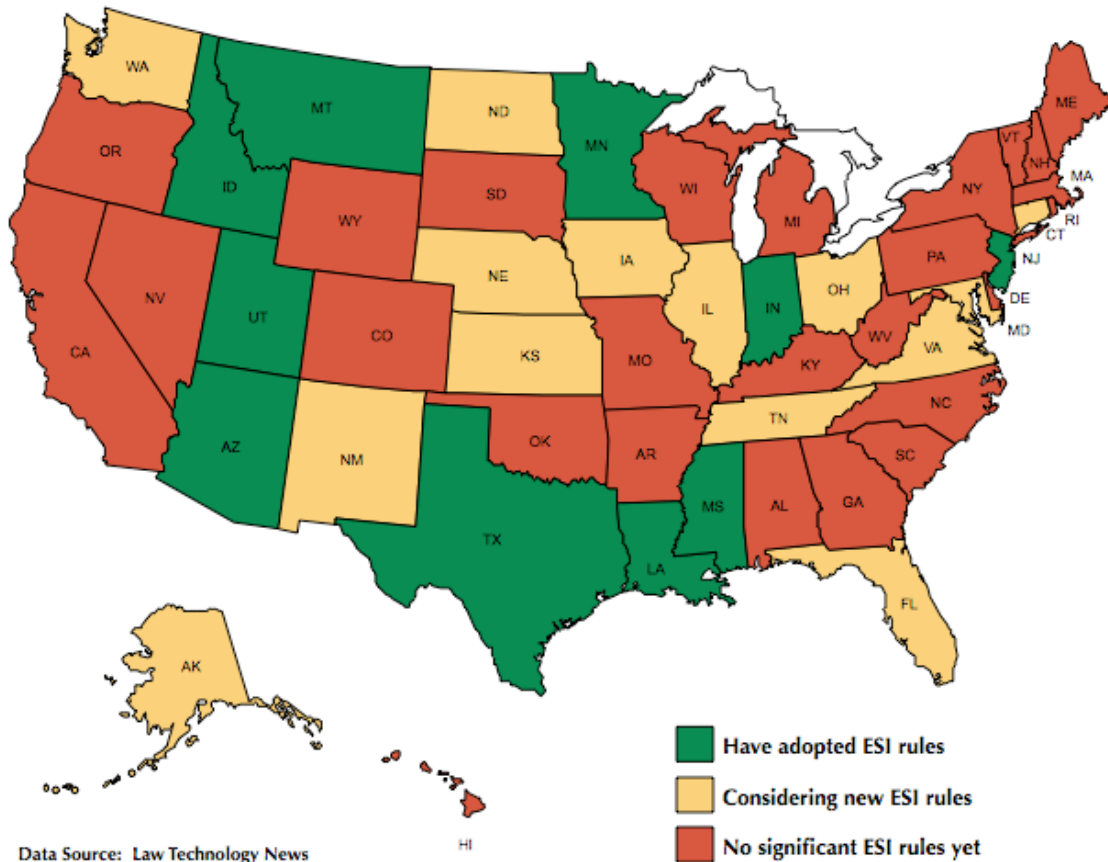 WA
MT
ND
MN
ME
VT
NH
OR
ID
WY
SD
WI
MI
NY
MA
RI
CT
NE
IA
PA
NJ
NV
UT
CO
KS
IL
IN
OH
DE
MD
CA
MO
KY
WV
VA
AZ
NM
OK
AR
TN
NC
SC
TX
LA
MS
AL
GA
FL
AK
HI
Have adopted ESI rules
Considering new ESI rules
No significant ESI rules yet
Data Source: Law Technology News